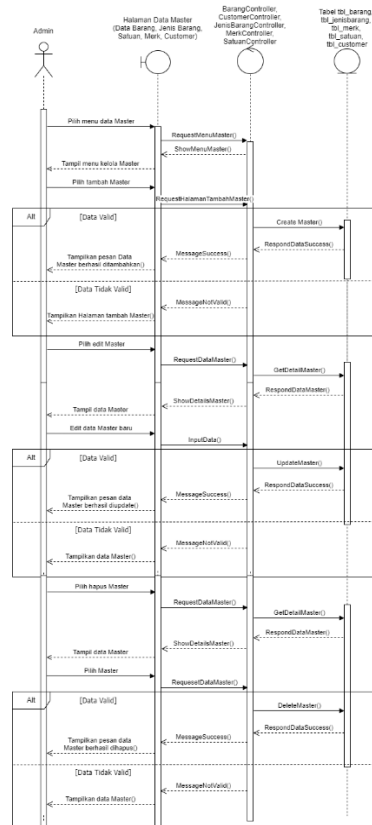 Admin
Halaman Data Master
(Data Barang, Jenis Barang,
Satuan, Merk, Customer)
BarangController,
CustomerController,
JenisBarangController,
MerkController,
SatuanController
Tabel tbl_barang,
tbl_jenisbarang,
tbl_merk,
tbl_satuan,
tbl_customer
Pilih menu data Master
RequestMenuMaster()
ShowMenuMaster()
Tampil menu kelola Master
Pilih tambah Master
RequestHalamanTambahMaster()
Alt
[Data Valid]
Create Master()
RespondDataSuccess()
MessageSuccess()
Tampilkan pesan Data
Master berhasil ditambahkan()
[Data Tidak Valid]
MessageNotValid()
Tampilkan Halaman tambah Master()
Pilih edit Master
RequestDataMaster()
GetDetailMaster()
RespondDataMaster()
ShowDetailsMaster()
Tampil data Master
Edit data Master baru
InputData()
Alt
[Data Valid]
UpdateMaster()
RespondDataSuccess()
MessageSuccess()
Tampilkan pesan data
Master berhasil diupdate()
[Data Tidak Valid]
MessageNotValid()
Tampilkan data Master()
Pilih hapus Master
RequestDataMaster()
GetDetailMaster()
RespondDataMaster()
ShowDetailsMaster()
Tampil data Master
Pilih Master
RequestDataMaster()
Alt
[Data Valid]
DeleteMaster()
RespondDataSuccess()
MessageSuccess()
Tampilkan pesan data
Master berhasil dihapus()
[Data Tidak Valid]
MessageNotValid()
Tampilkan data Master()